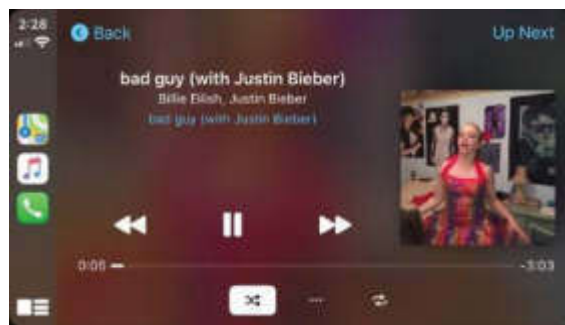 2:28
Back
Up Next
bad guy (with Justin Bieber)
Billie Eilish, Justin Bieber
bad guy (with Justin Bieber)
0:06
-3:03